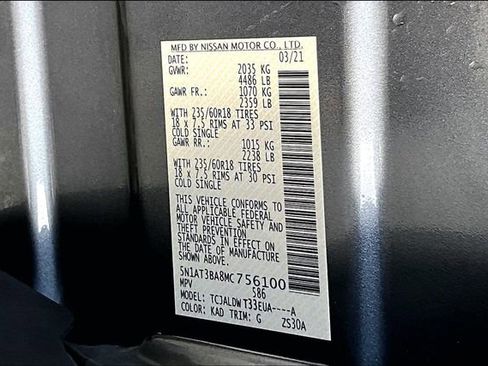 MFD BY NISSAN MOTOR CO., LTD.
DATE: 03/21
GVWR: 2035 KG
4486 LB
GAWR FR.: 1070 KG
2359 LB
WITH 235/60R18 TIRES
18 x 7.5 RIMS AT 33 PSI
COLD SINGLE
GAWR RR.: 1015 KG
2238 LB
WITH 235/60R18 TIRES
18 x 7.5 RIMS AT 30 PSI
COLD SINGLE
THIS VEHICLE CONFORMS TO
ALL APPLICABLE FEDERAL
MOTOR VEHICLE SAFETY AND
THEFT PREVENTION
STANDARDS IN EFFECT ON
THE DATE OF MANUFACTURE
5N1AT3BA8MC756100
MPV 586
MODEL: TCJALDW T33EUA----A
COLOR: KAD TRIM: G ZS30A